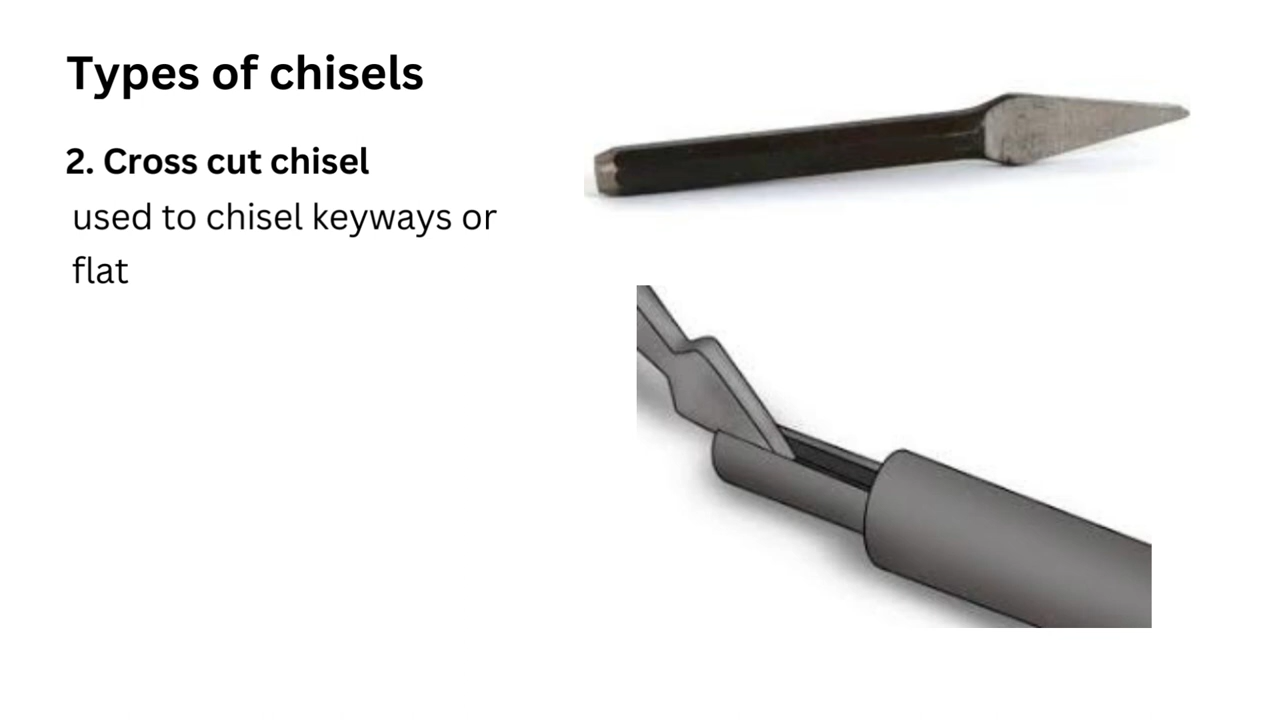 Types of chisels
2. Cross cut chisel
used to chisel keyways or
flat